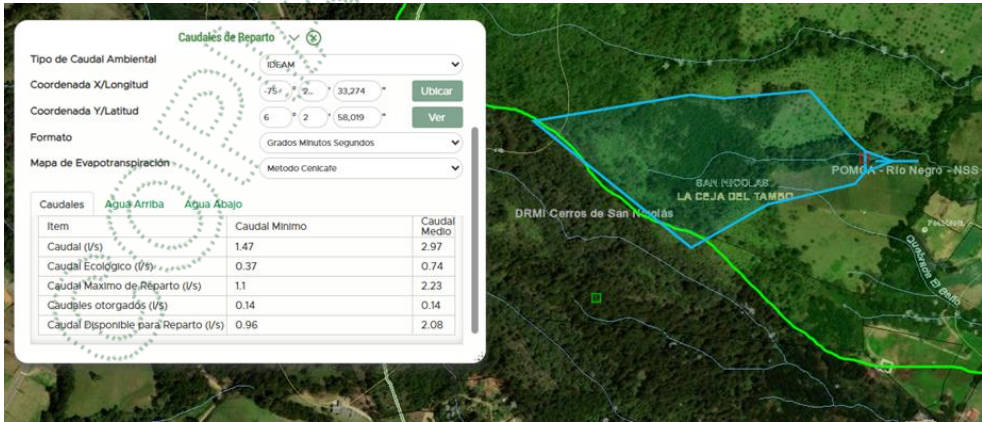 Caudales de Reparto
Tipo de Caudal Ambiental
IDEAM
Coordenada X/Longitud
-75 ° 2.. ' 33,274 "
Ubicar
Coordenada Y/Latitud
6 ° 2 ' 58,019 "
Ver
Formato
Grados Minutos Segundos
Mapa de Evapotranspiración
Metodo Cenicafe
Caudales Agua Arriba Agua Abajo
Item Caudal Minimo Caudal Medio
Caudal (l/s) 1.47 2.97
Caudal Ecologico (l/s) 0.37 0.74
Caudal Maximo de Reparto (l/s) 1.1 2.23
Caudales otorgados (l/s) 0.14 0.14
Caudal Disponible para Reparto (l/s) 0.96 2.08
COPIA
POMCA - Rio Negro - NSS
SAN NICOLAS
LA CEJA DEL TAMBO
DRMI Cerros de San Nicolás
Quebrada El